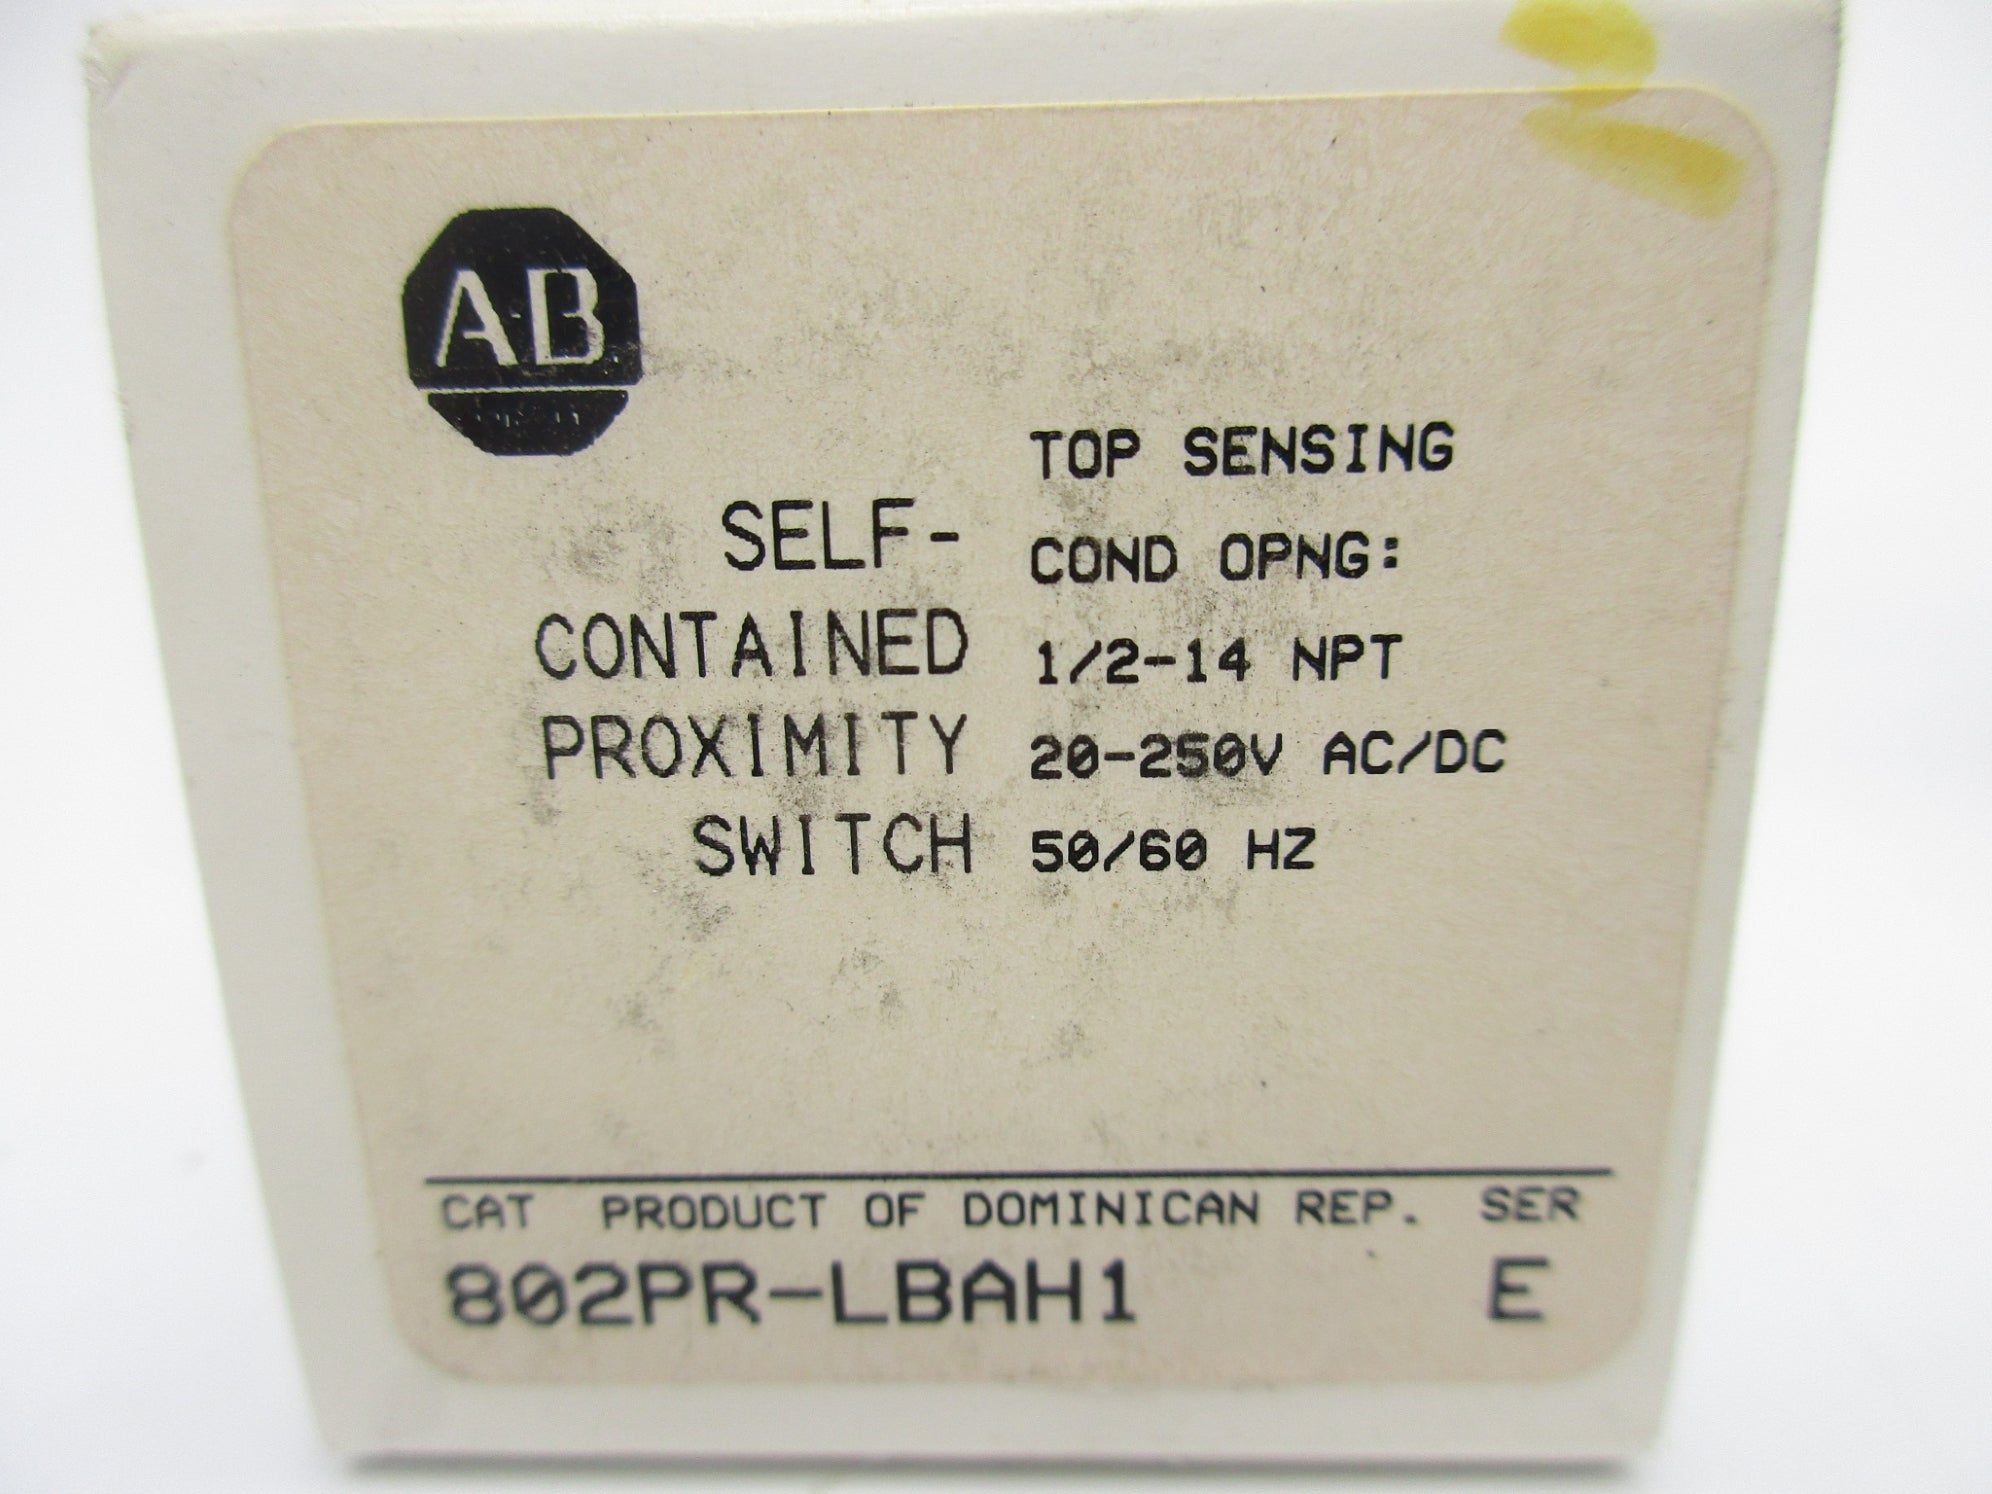 AB
SELF-
CONTAINED
PROXIMITY
SWITCH
TOP SENSING
COND OPNG:
1/2-14 NPT
20-250V AC/DC
50/60 HZ
CAT PRODUCT OF DOMINICAN REP. SER
802PR-LBAH1 E